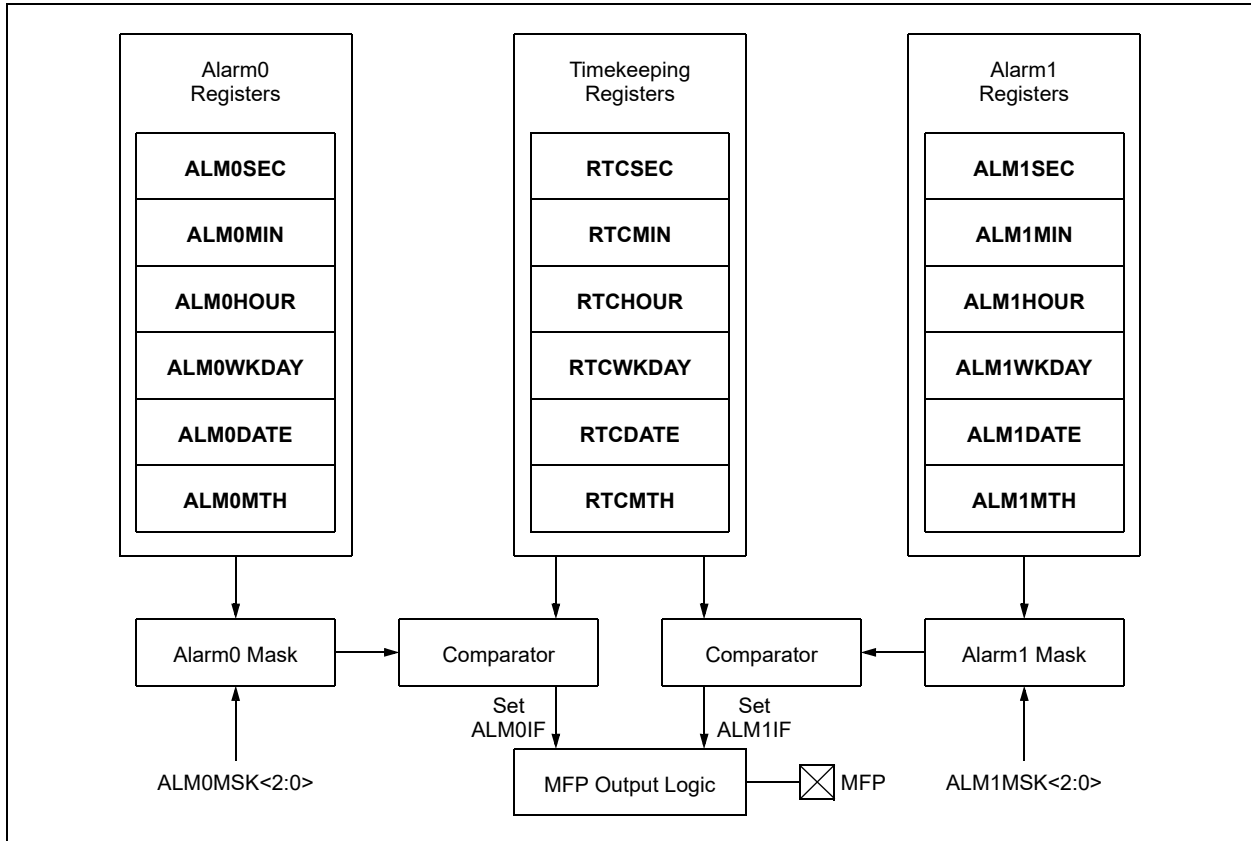 Alarm0
Registers
ALM0SEC
ALM0MIN
ALM0HOUR
ALM0WKDAY
ALM0DATE
ALM0MTH
Timekeeping
Registers
RTCSEC
RTCMIN
RTCHOUR
RTCWKDAY
RTCDATE
RTCMTH
Alarm1
Registers
ALM1SEC
ALM1MIN
ALM1HOUR
ALM1WKDAY
ALM1DATE
ALM1MTH
Alarm0 Mask
Comparator
Comparator
Alarm1 Mask
Set
ALM0IF
Set
ALM1IF
ALM0MSK<2:0>
MFP Output Logic
MFP
ALM1MSK<2:0>